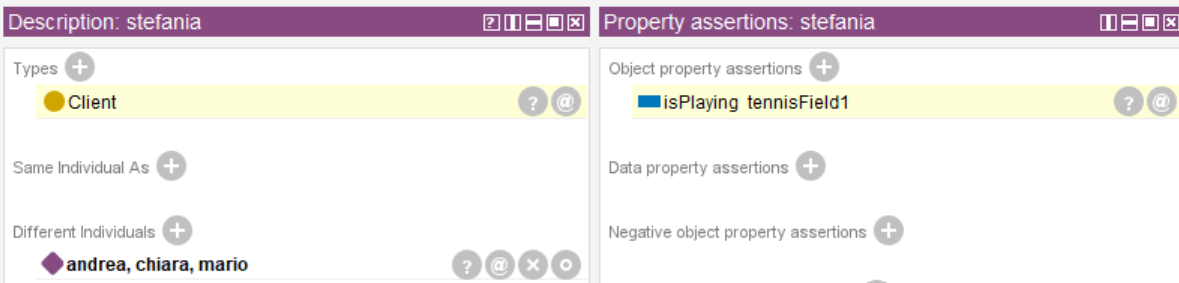 Description: stefania
Types
Client
Same Individual As
Different Individuals
andrea, chiara, mario
Property assertions: stefania
Object property assertions
isPlaying tennisField1
Data property assertions
Negative object property assertions